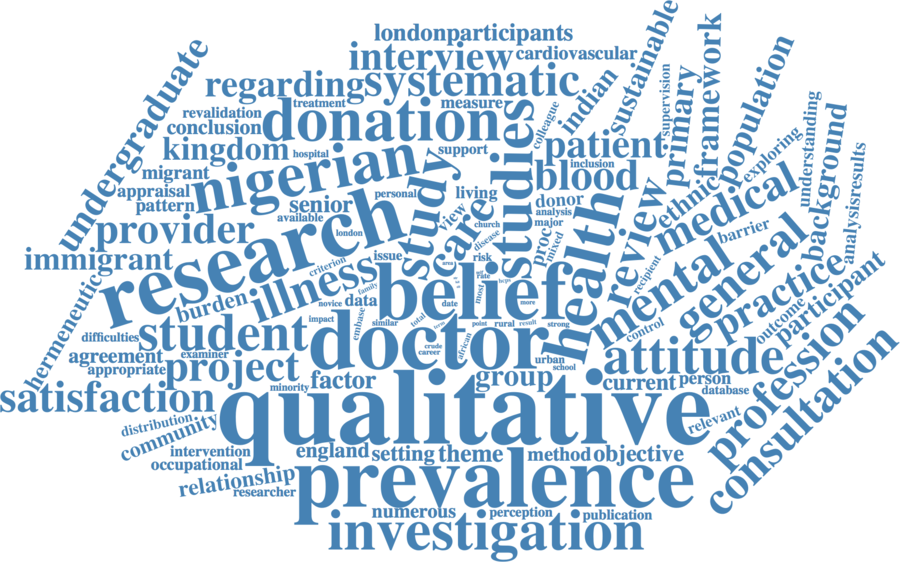 londonparticipants
interview
cardiovascular
sustainable
framework
undergraduate
regarding
systematic
indian
supervision
primary
population
treatment
measure
revalidation
donation
studies
colleague
conclusion
kingdom
hospital
support
patient
understanding
exploring
background
analysisresults
migrant
nigerian
study
inclusion
blood
ethnic
medical
appraisal
personal
living
donor
pattern
senior
view
care
analysis
available
church
major
review
barrier
provider
research
london
disease
proc
mixed
health
recipient
general
immigrant
criterion
issue
risk
mental
practice
hermeneutic
burden
illness
family
data
area
rate
most
belief
hcps
more
participant
novice
embase
date
control
outcome
difficulties
student
impact
similar
total
term
point
rural
result
strong
profession
agreement
examiner
doctor
crude
career
african
urban
attitude
consultation
appropriate
project
factor
group
school
current
person
database
minority
satisfaction
qualitative
relevant
distribution
community
intervention
england
setting
theme
method
objective
occupational
relationship
prevalence
researcher
numerous
perception
publication
investigation